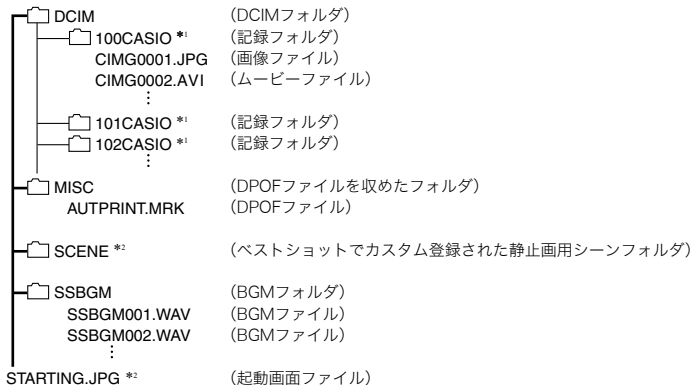 DCIM (DCIMフォルダ)
100CASIO *1 (記録フォルダ)
CIMG0001.JPG (画像ファイル)
CIMG0002.AVI (ムービーファイル)
⋮
101CASIO *1 (記録フォルダ)
102CASIO *1 (記録フォルダ)
⋮
MISC (DPOFファイルを収めたフォルダ)
AUTPRINT.MRK (DPOFファイル)
SCENE *2 (ベストショットでカスタム登録された静止画用シーンフォルダ)
SSBGM (BGMフォルダ)
SSBGM001.WAV (BGMファイル)
SSBGM002.WAV (BGMファイル)
⋮
STARTING.JPG *2 (起動画面ファイル)